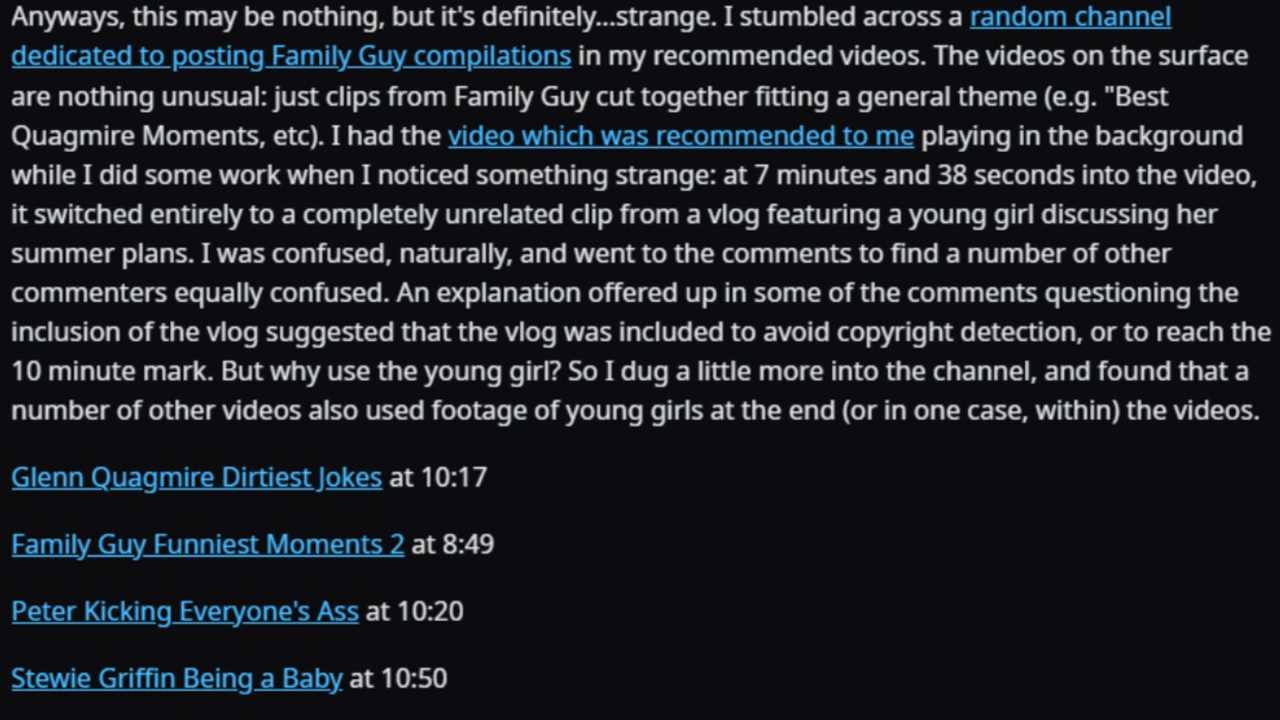 Anyways, this may be nothing, but it's definitely...strange. I stumbled across a random channel
dedicated to posting Family Guy compilations in my recommended videos. The videos on the surface
are nothing unusual: just clips from Family Guy cut together fitting a general theme (e.g. "Best
Quagmire Moments, etc). I had the video which was recommended to me playing in the background
while I did some work when I noticed something strange: at 7 minutes and 38 seconds into the video,
it switched entirely to a completely unrelated clip from a vlog featuring a young girl discussing her
summer plans. I was confused, naturally, and went to the comments to find a number of other
commenters equally confused. An explanation offered up in some of the comments questioning the
inclusion of the vlog suggested that the vlog was included to avoid copyright detection, or to reach the
10 minute mark. But why use the young girl? So I dug a little more into the channel, and found that a
number of other videos also used footage of young girls at the end (or in one case, within) the videos.
Glenn Quagmire Dirtiest Jokes at 10:17
Family Guy Funniest Moments 2 at 8:49
Peter Kicking Everyone's Ass at 10:20
Stewie Griffin Being a Baby at 10:50